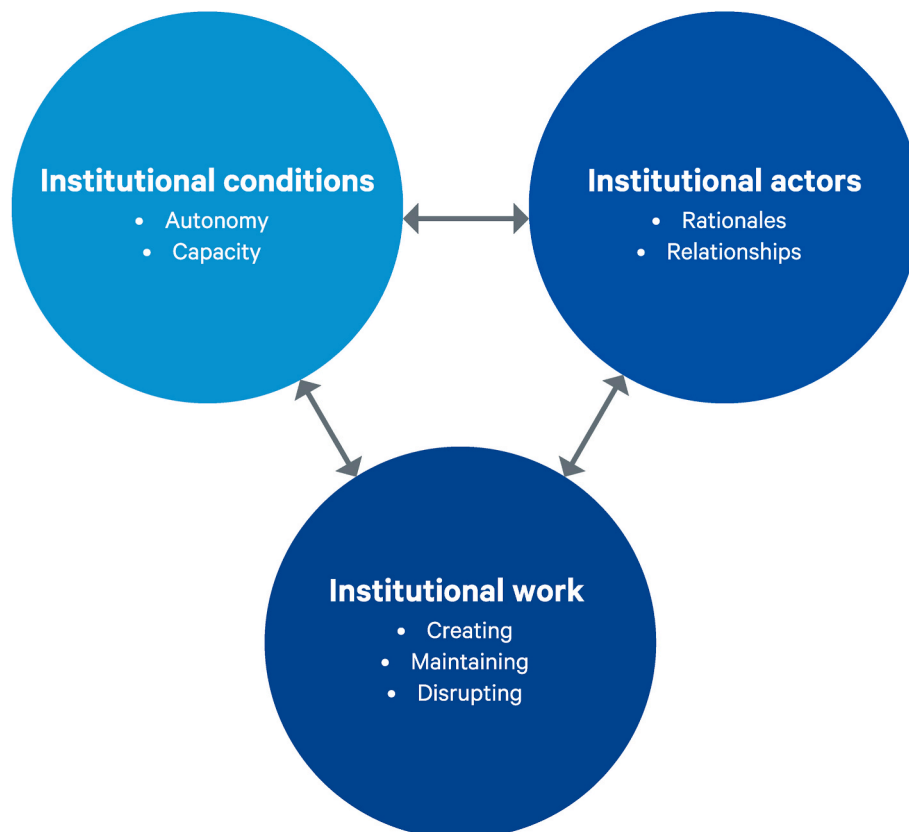 Institutional conditions
• Autonomy
• Capacity
Institutional actors
• Rationales
• Relationships
Institutional work
• Creating
• Maintaining
• Disrupting